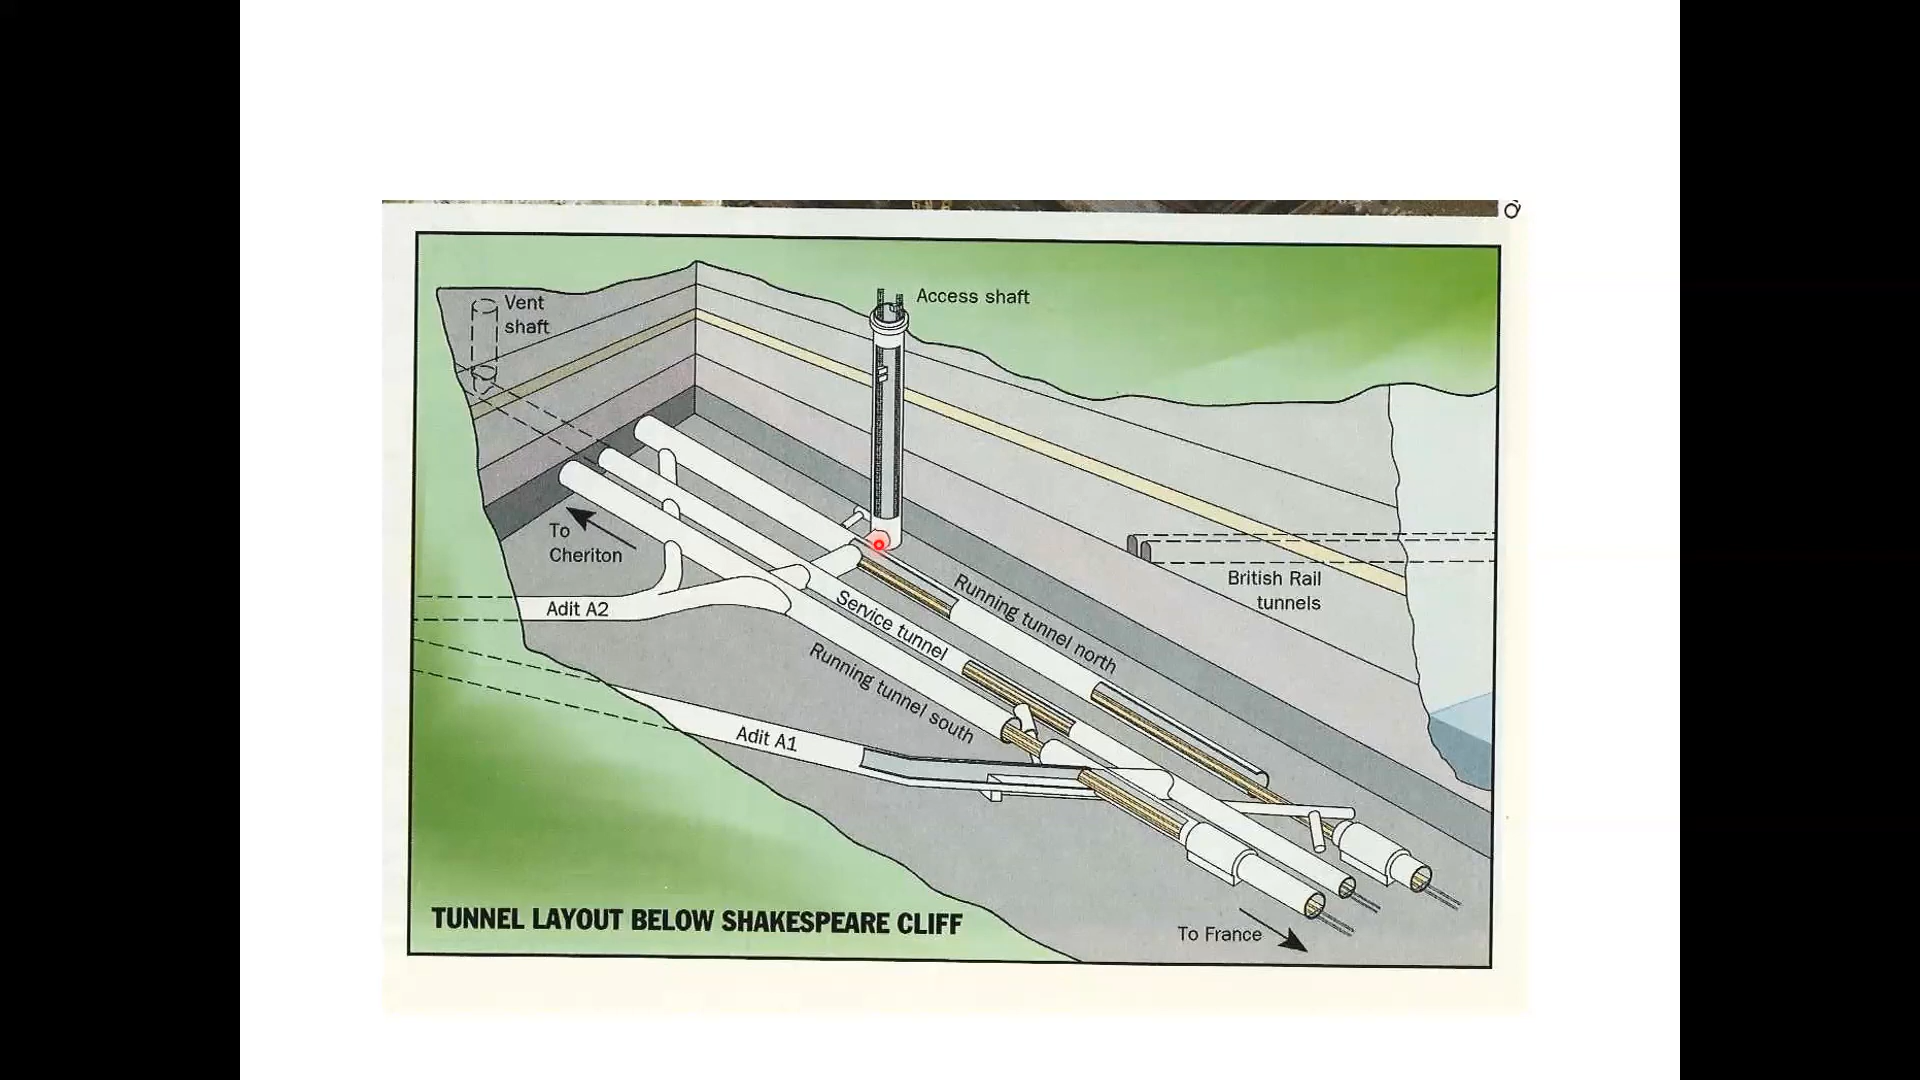 Vent
shaft
Access shaft
To
Cheriton
British Rail
tunnels
Adit A2
Service tunnel
Running tunnel north
Running tunnel south
Adit A1
TUNNEL LAYOUT BELOW SHAKESPEARE CLIFF
To France